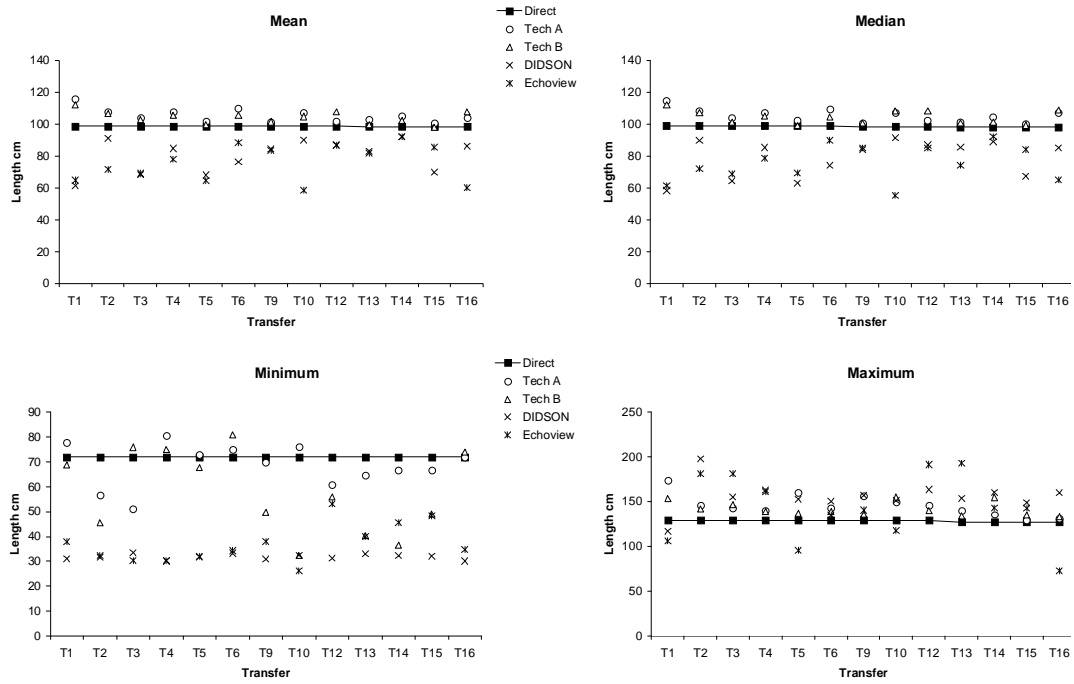 Mean
Direct
Tech A
Tech B
DIDSON
Echoview
Length cm
140
120
100
80
60
40
20
0
T1 T2 T3 T4 T5 T6 T9 T10 T12 T13 T14 T15 T16
Transfer
Median
Length cm
140
120
100
80
60
40
20
0
T1 T2 T3 T4 T5 T6 T9 T10 T12 T13 T14 T15 T16
Transfer
Minimum
Direct
Tech A
Tech B
DIDSON
Echoview
Length cm
90
80
70
60
50
40
30
20
10
0
T1 T2 T3 T4 T5 T6 T9 T10 T12 T13 T14 T15 T16
Transfer
Maximum
Length cm
250
200
150
100
50
0
T1 T2 T3 T4 T5 T6 T9 T10 T12 T13 T14 T15 T16
Transfer